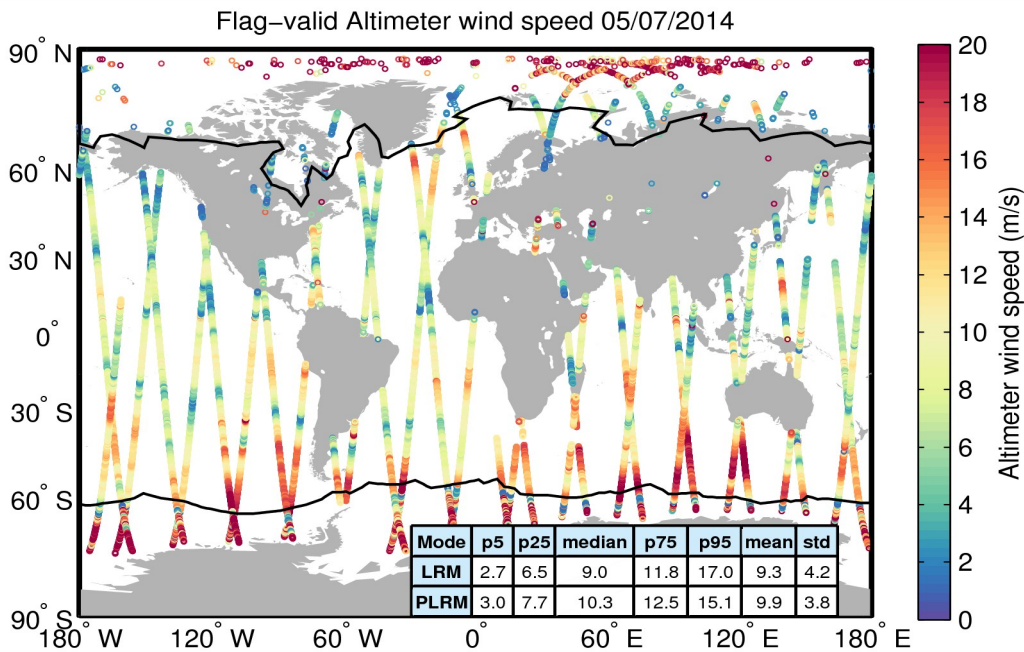 Flag−valid Altimeter wind speed 05/07/2014
90° N
60° N
30° N
0°
30° S
60° S
90° S
180° W
120° W
60° W
0°
60° E
120° E
180° E
Mode p5 p25 median p75 p95 mean std
LRM 2.7 6.5 9.0 11.8 17.0 9.3 4.2
PLRM 3.0 7.7 10.3 12.5 15.1 9.9 3.8
20
18
16
14
12
10
8
6
4
2
0
Altimeter wind speed (m/s)